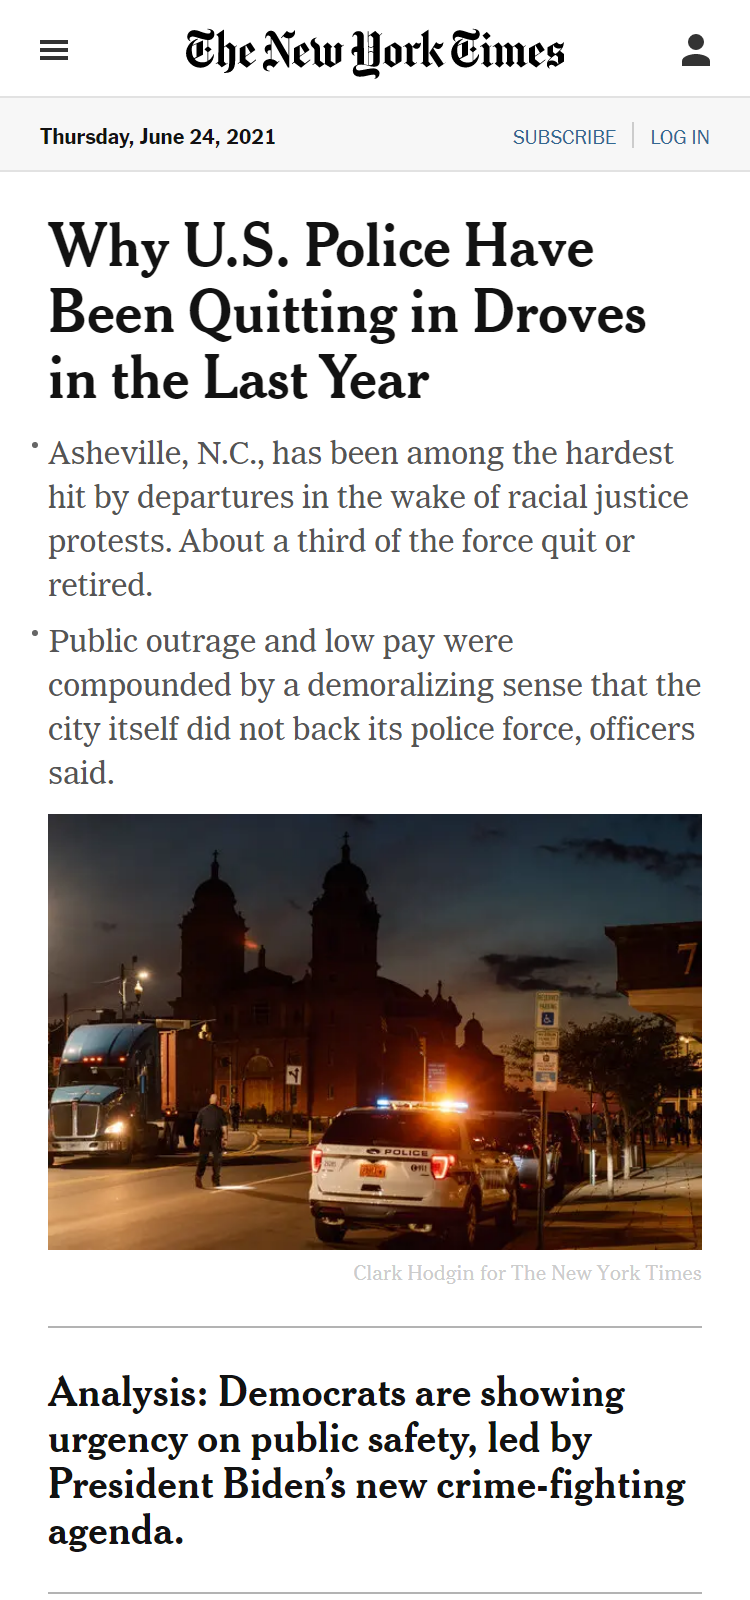 The New York Times
Thursday, June 24, 2021
SUBSCRIBE
LOG IN
Why U.S. Police Have
Been Quitting in Droves
in the Last Year
• Asheville, N.C., has been among the hardest
hit by departures in the wake of racial justice
protests. About a third of the force quit or
retired.
• Public outrage and low pay were
compounded by a demoralizing sense that the
city itself did not back its police force, officers
said.
7
POLICE
Clark Hodgin for The New York Times
Analysis: Democrats are showing
urgency on public safety, led by
President Biden’s new crime-fighting
agenda.